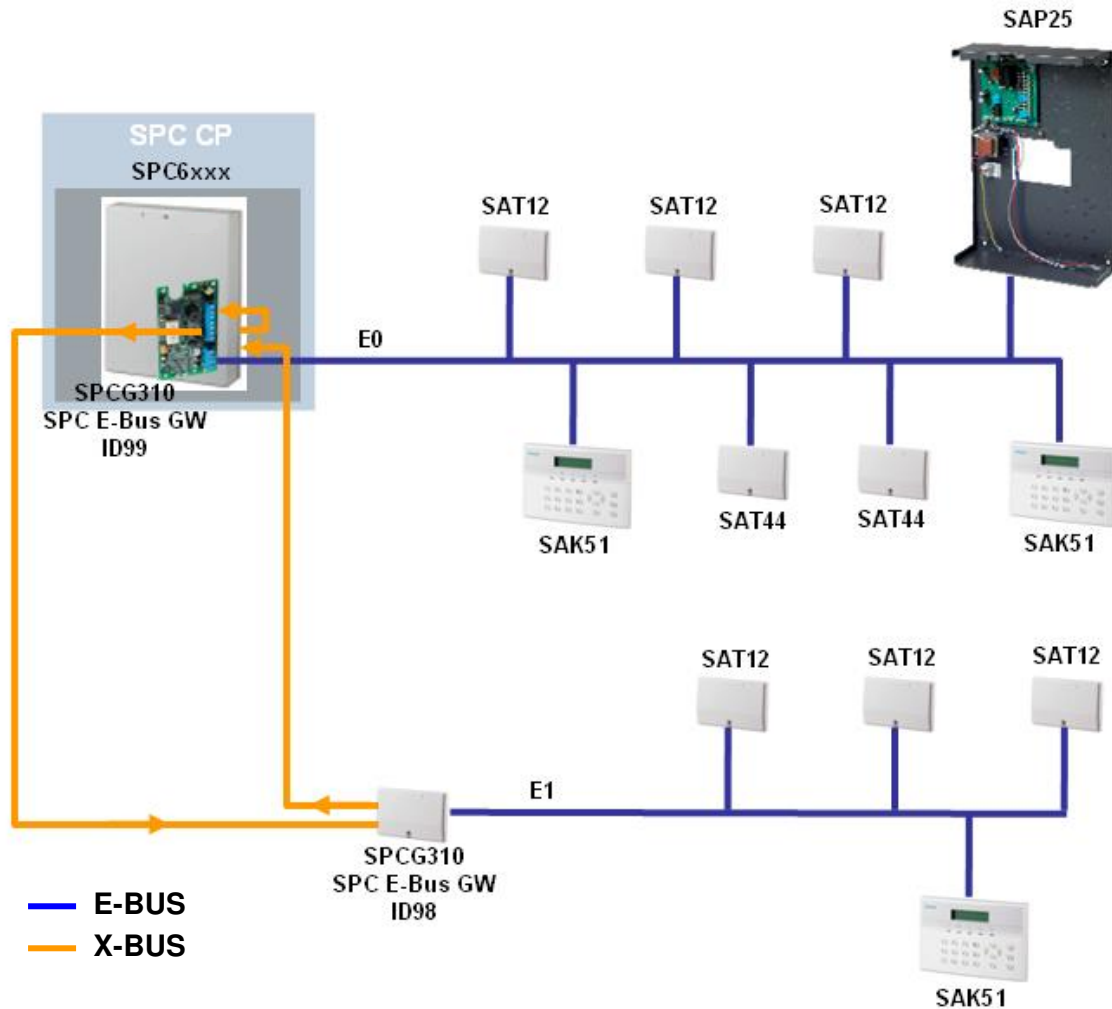 SAP25
SPC CP
SPC6xxx
SAT12
SAT12
SAT12
E0
SPCG310
SPC E-Bus GW
ID99
SAK51
SAT44
SAT44
SAK51
SAT12
SAT12
SAT12
E1
SPCG310
SPC E-Bus GW
ID98
E-BUS
X-BUS
SAK51